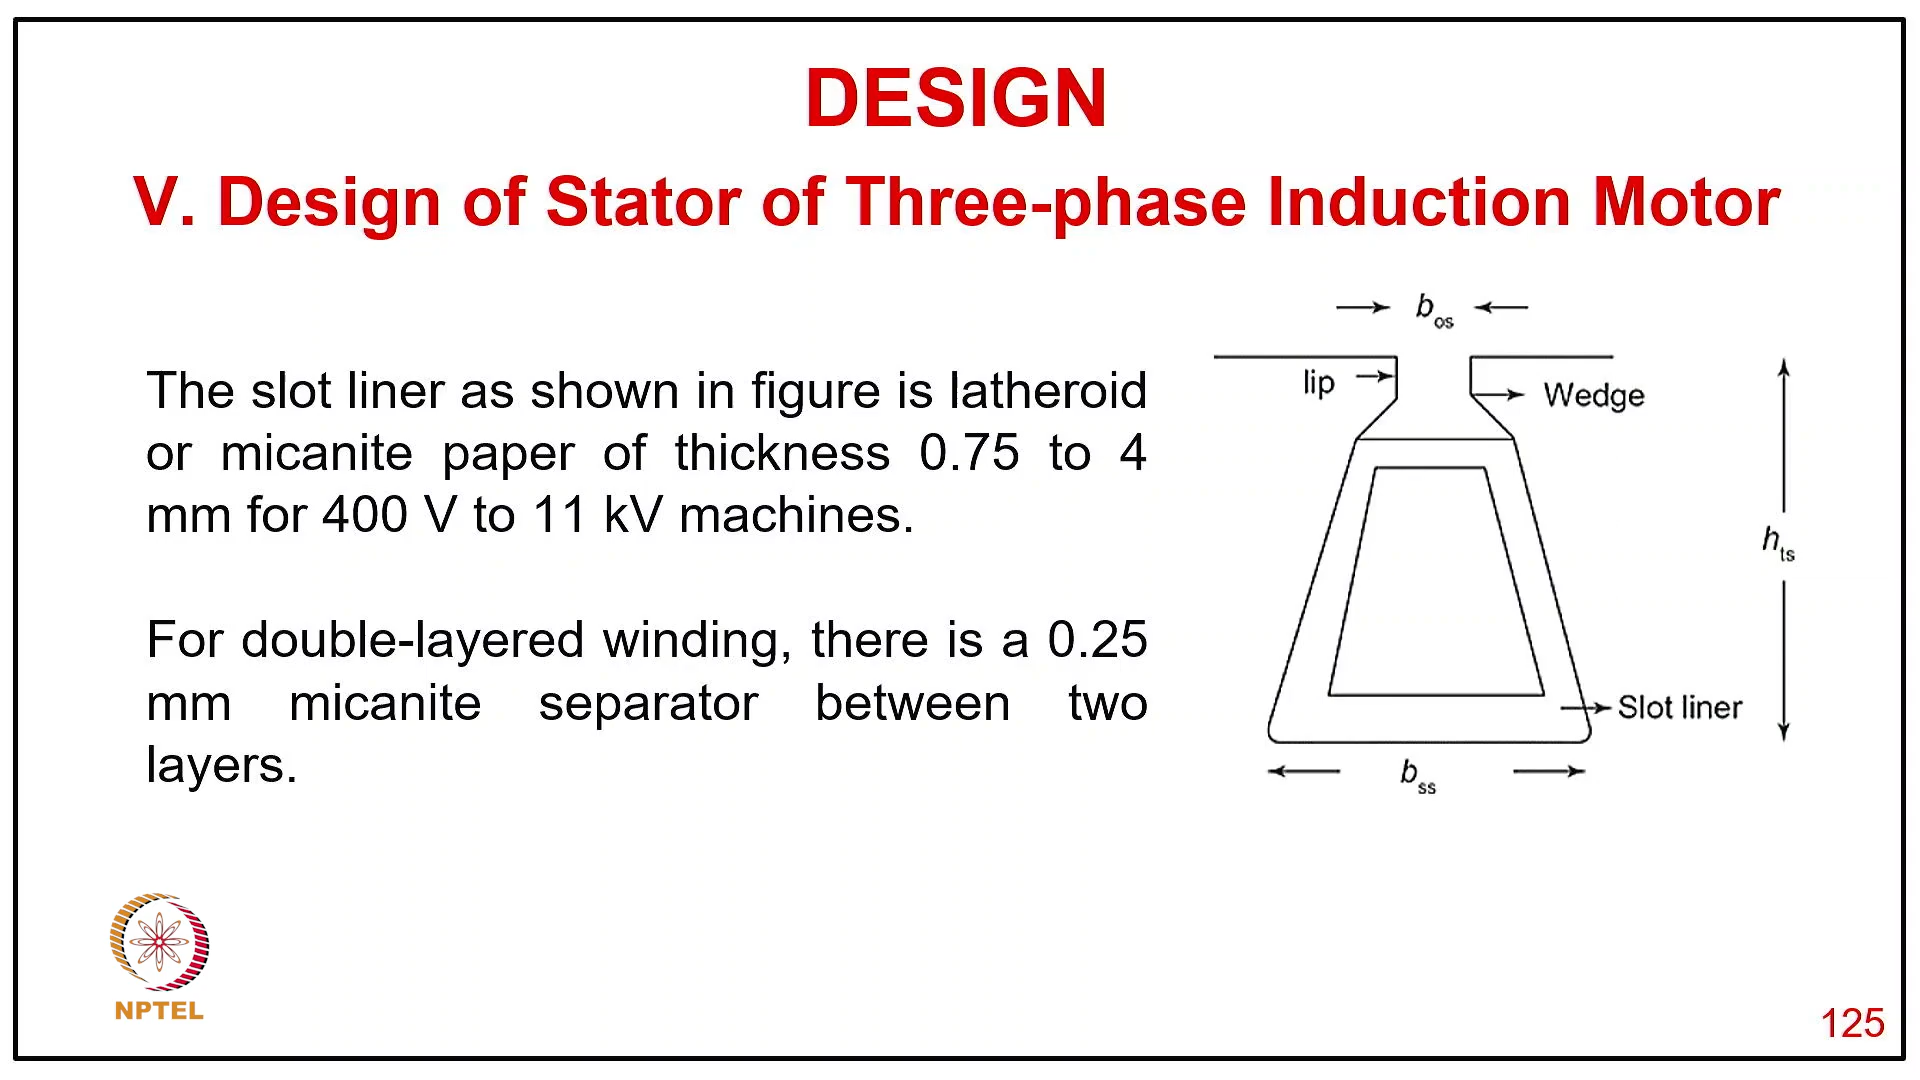 DESIGN
V. Design of Stator of Three-phase Induction Motor
The slot liner as shown in figure is latheroid
or micanite paper of thickness 0.75 to 4
mm for 400 V to 11 kV machines.
For double-layered winding, there is a 0.25
mm micanite separator between two
layers.
bos
lip
Wedge
hts
Slot liner
bss
NPTEL
125